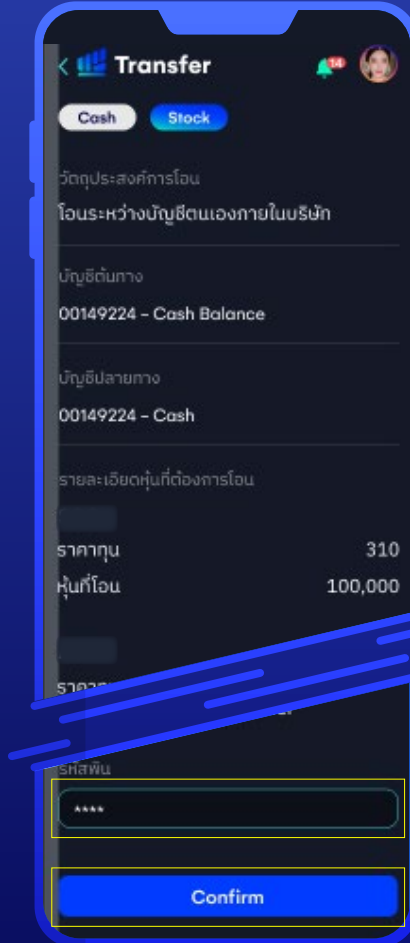 Transfer
14
Cash Stock
วัตถุประสงค์การโอน
โอนระหว่างบัญชีตนเองภายในบริษัท
บัญชีต้นทาง
00149224 – Cash Balance
บัญชีปลายทาง
00149224 – Cash
รายละเอียดหุ้นที่ต้องการโอน
ราคาทุน 310
หุ้นที่โอน 100,000
รหัสพิน
****
Confirm